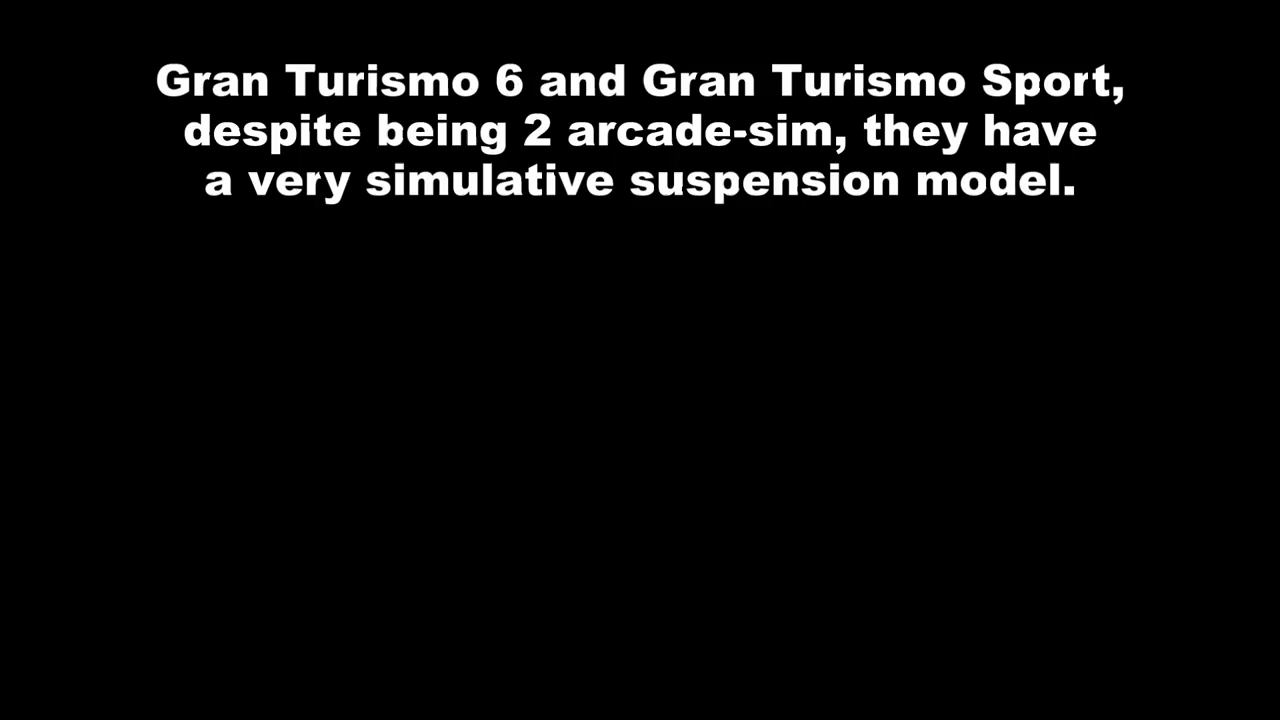 Gran Turismo 6 and Gran Turismo Sport,
despite being 2 arcade-sim, they have
a very simulative suspension model.